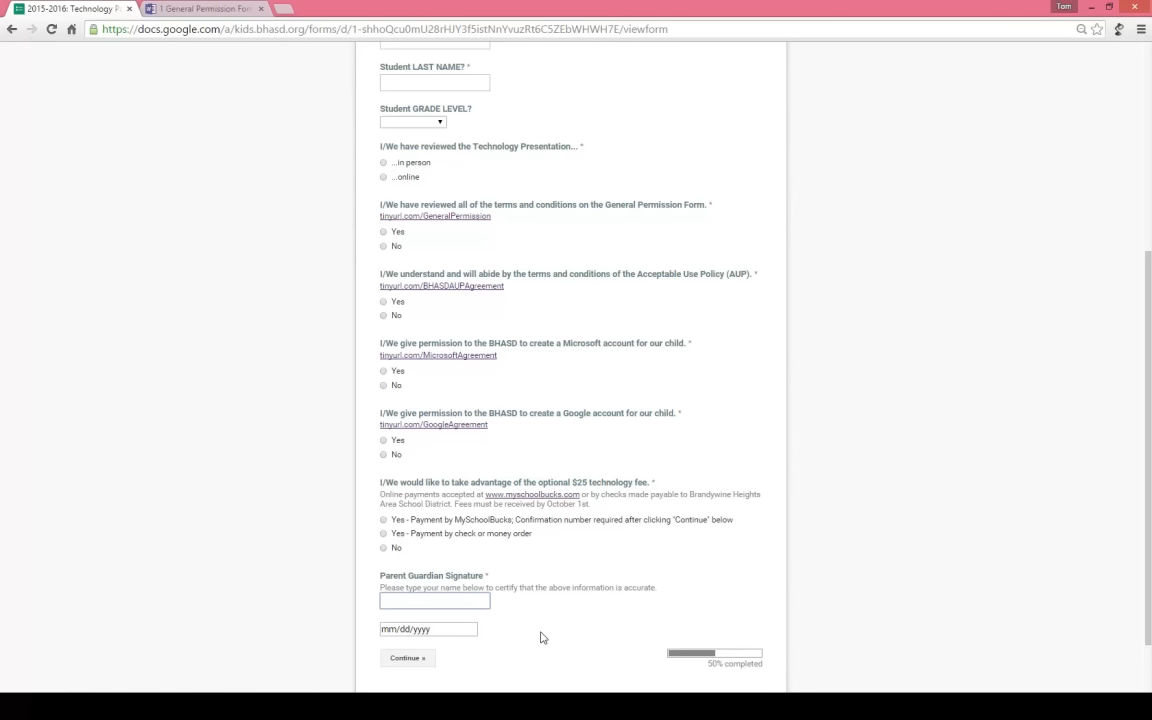 2015-2016: Technology P
1 General Permission For
Tom
https://docs.google.com/a/kids.bhasd.org/forms/d/1-shhoQcu0mU28rHJY3f5istNnYvuzRt6C5ZEbWHWH7E/viewform
Student LAST NAME? *
Student GRADE LEVEL?
I/We have reviewed the Technology Presentation... *
...in person
...online
I/We have reviewed all of the terms and conditions on the General Permission Form. *
tinyurl.com/GeneralPermission
Yes
No
I/We understand and will abide by the terms and conditions of the Acceptable Use Policy (AUP). *
tinyurl.com/BHASDAUPAgreement
Yes
No
I/We give permission to the BHASD to create a Microsoft account for our child. *
tinyurl.com/MicrosoftAgreement
Yes
No
I/We give permission to the BHASD to create a Google account for our child. *
tinyurl.com/GoogleAgreement
Yes
No
I/We would like to take advantage of the optional $25 technology fee. *
Online payments accepted at www.myschoolbucks.com or by checks made payable to Brandywine Heights
Area School District. Fees must be received by October 1st.
Yes - Payment by MySchoolBucks; Confirmation number required after clicking "Continue" below
Yes - Payment by check or money order
No
Parent Guardian Signature *
Please type your name below to certify that the above information is accurate.
mm/dd/yyyy
Continue »
50% completed